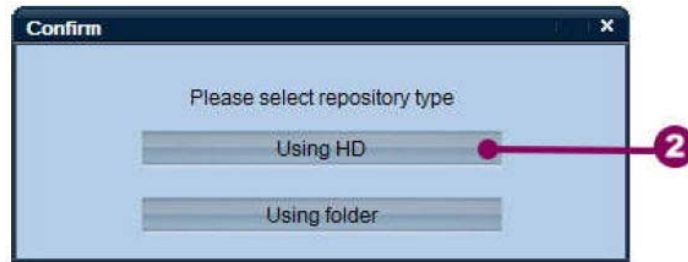 Confirm
Please select repository type
Using HD
2
Using folder